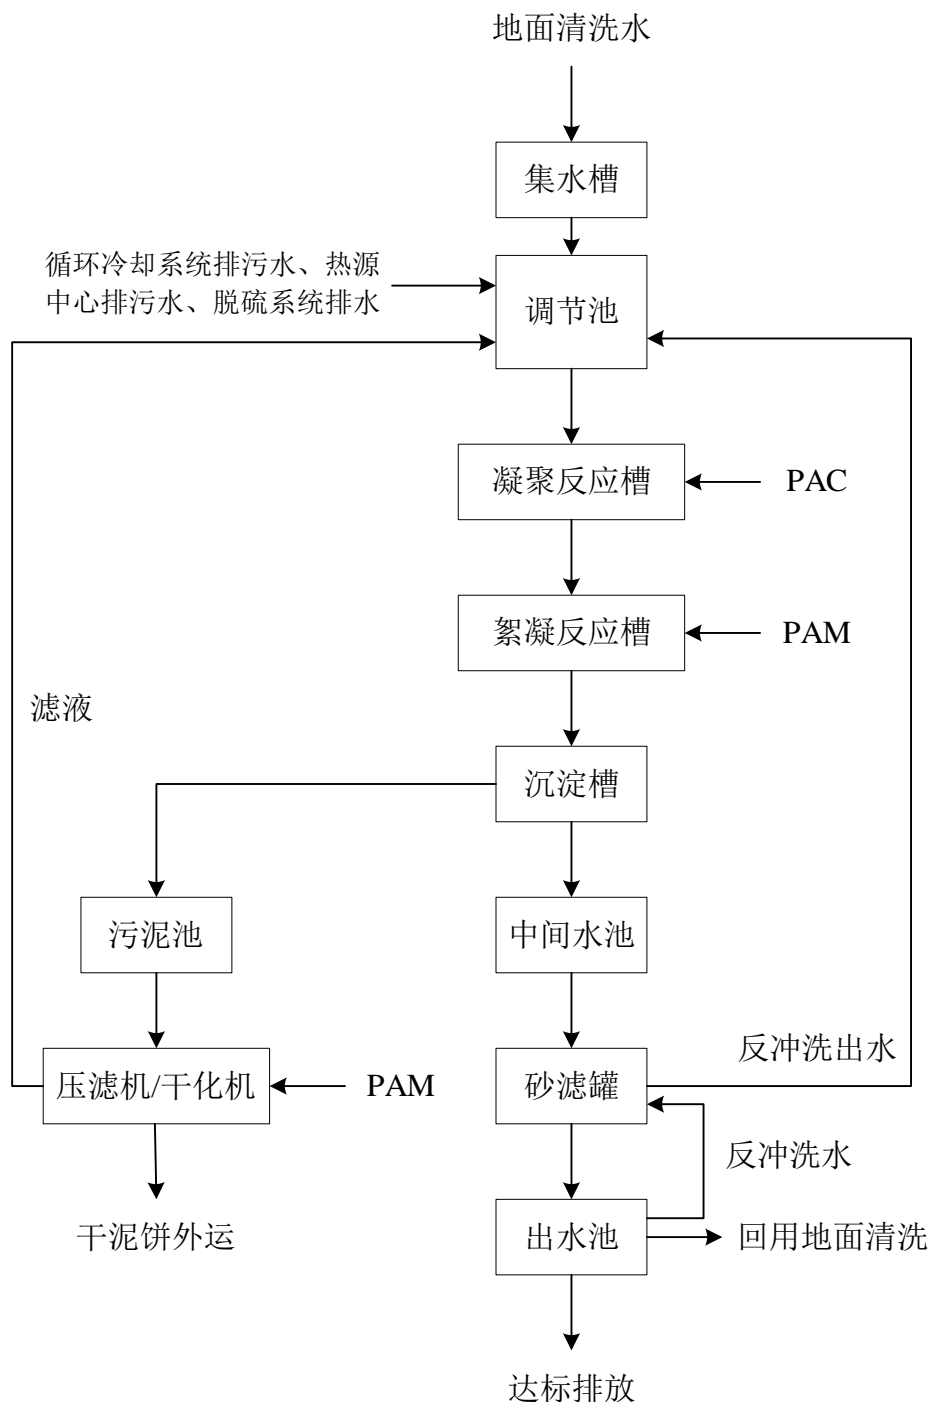 地面清洗水
集水槽
循环冷却系统排污水、热源
中心排污水、脱硫系统排水
调节池
凝聚反应槽
PAC
絮凝反应槽
PAM
滤液
沉淀槽
污泥池
中间水池
反冲洗出水
压滤机/干化机
PAM
砂滤罐
反冲洗水
干泥饼外运
出水池
回用地面清洗
达标排放